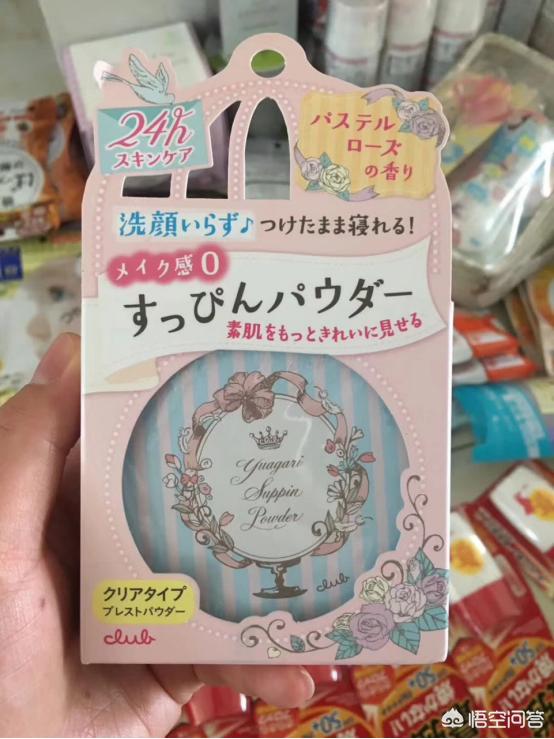 24h
スキンケア
パステル
ローズ
の香り
洗顔いらず♪つけたまま寝れる!
メイク感0
すっぴんパウダー
素肌をもっときれいに見せる
Yuagari
Suppin
Powder
club
クリアタイプ
プレストパウダー
club
悟空问答